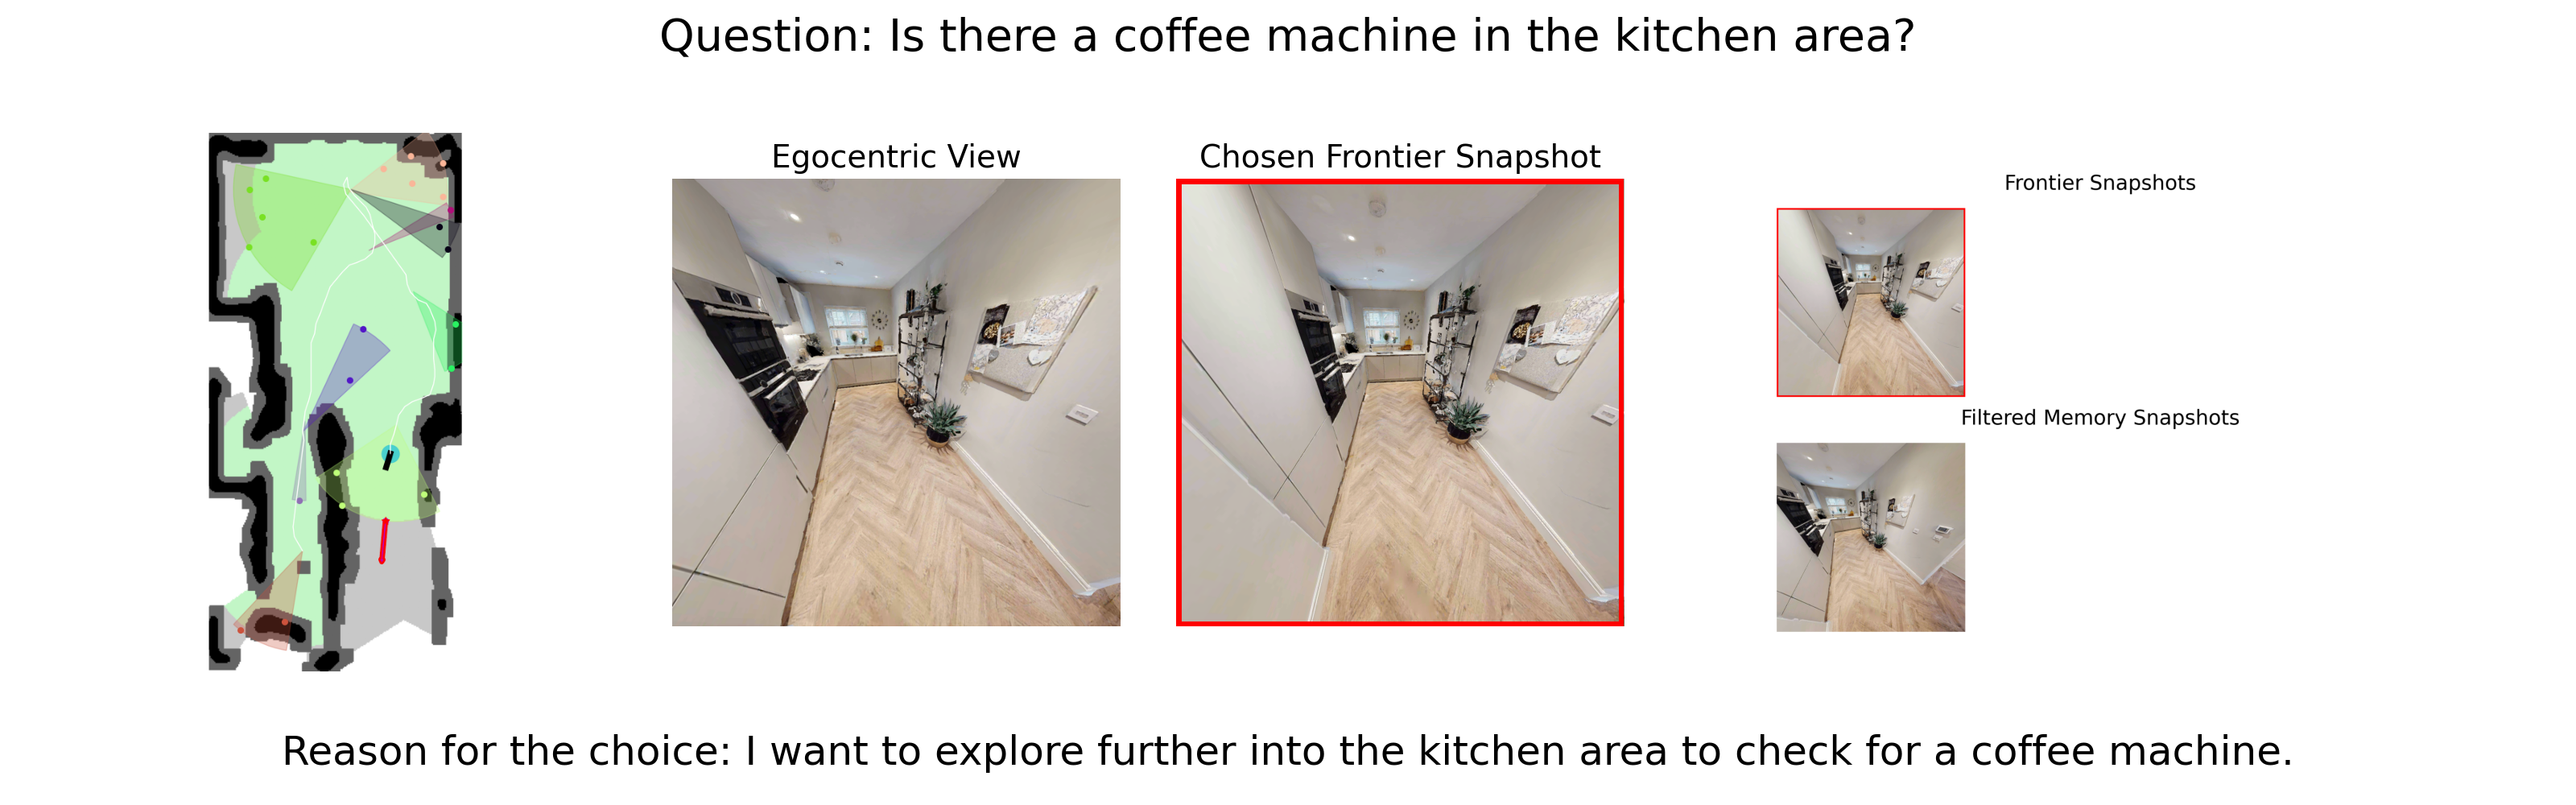 Question: Is there a coffee machine in the kitchen area?
Egocentric View
Chosen Frontier Snapshot
Frontier Snapshots
Filtered Memory Snapshots
Reason for the choice: I want to explore further into the kitchen area to check for a coffee machine.